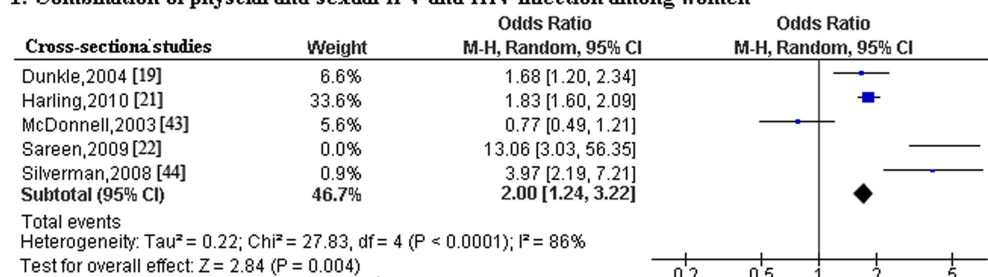 1. Combination of physcial and sexual IPV and HIV infection among women
Odds Ratio Odds Ratio
Cross-sectional studies Weight M-H, Random, 95% CI M-H, Random, 95% CI
Dunkle,2004 [19] 6.6% 1.68 [1.20, 2.34]
Harling,2010 [21] 33.6% 1.83 [1.60, 2.09]
McDonnell,2003 [43] 5.6% 0.77 [0.49, 1.21]
Sareen,2009 [22] 0.0% 13.06 [3.03, 56.35]
Silverman,2008 [44] 0.9% 3.97 [2.19, 7.21]
Subtotal (95% CI) 46.7% 2.00 [1.24, 3.22]
Total events
Heterogeneity: Tau² = 0.22; Chi² = 27.83, df = 4 (P < 0.0001); I² = 86%
Test for overall effect: Z = 2.84 (P = 0.004)
0.2 0.5 1 2 5